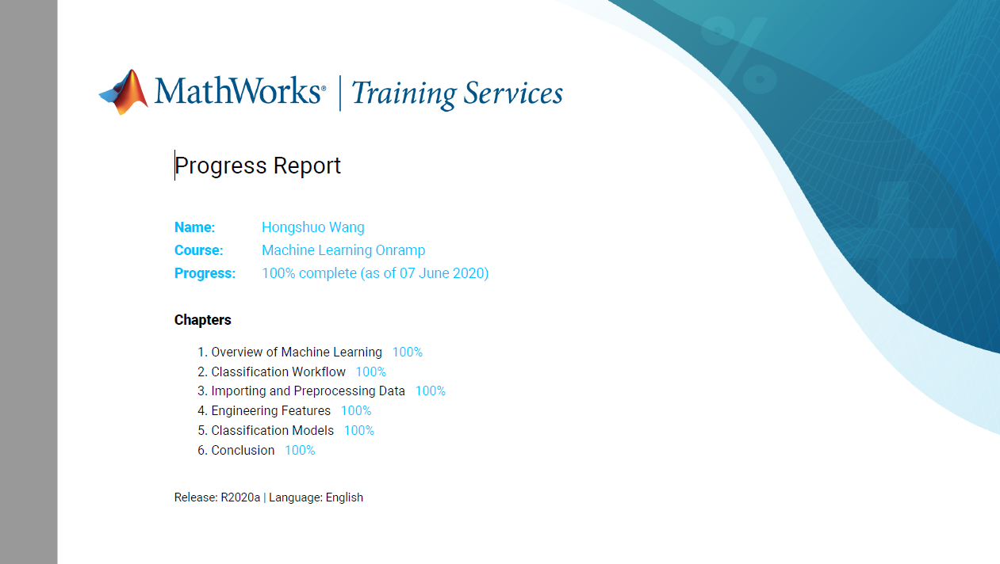 MathWorks® | Training Services
Progress Report
Name: Hongshuo Wang
Course: Machine Learning Onramp
Progress: 100% complete (as of 07 June 2020)
Chapters
1. Overview of Machine Learning 100%
2. Classification Workflow 100%
3. Importing and Preprocessing Data 100%
4. Engineering Features 100%
5. Classification Models 100%
6. Conclusion 100%
Release: R2020a | Language: English